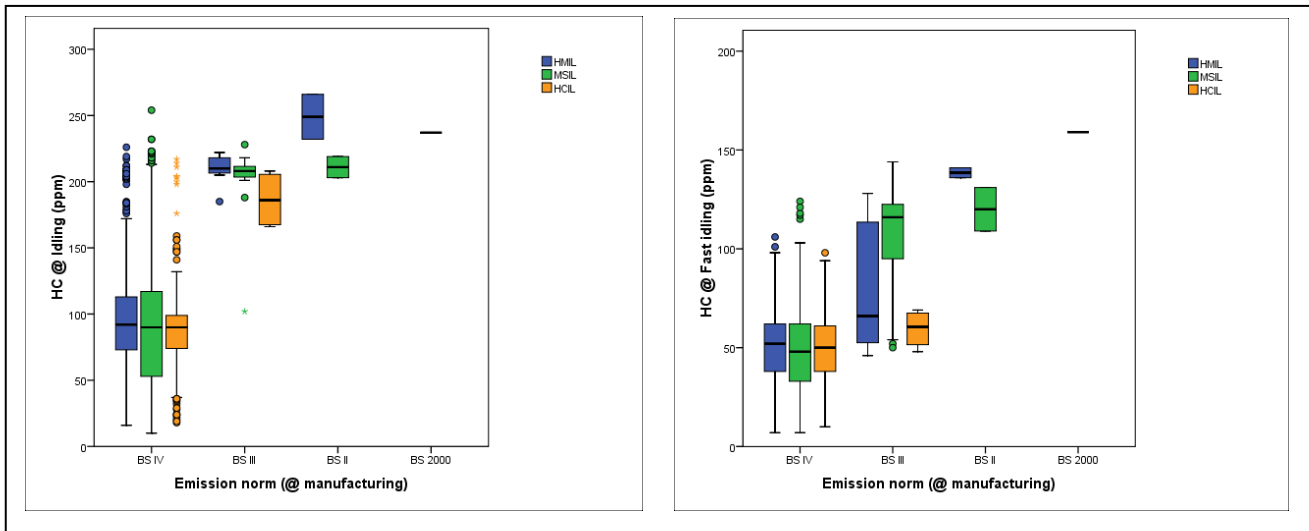 300
250
200
150
100
50
0
HC @ Idling (ppm)
HMIL
MSIL
HCIL
BS IV BS III BS II BS 2000
Emission norm (@ manufacturing)
200
150
100
50
0
HC @ Fast idling (ppm)
HMIL
MSIL
HCIL
BS IV BS III BS II BS 2000
Emission norm (@ manufacturing)